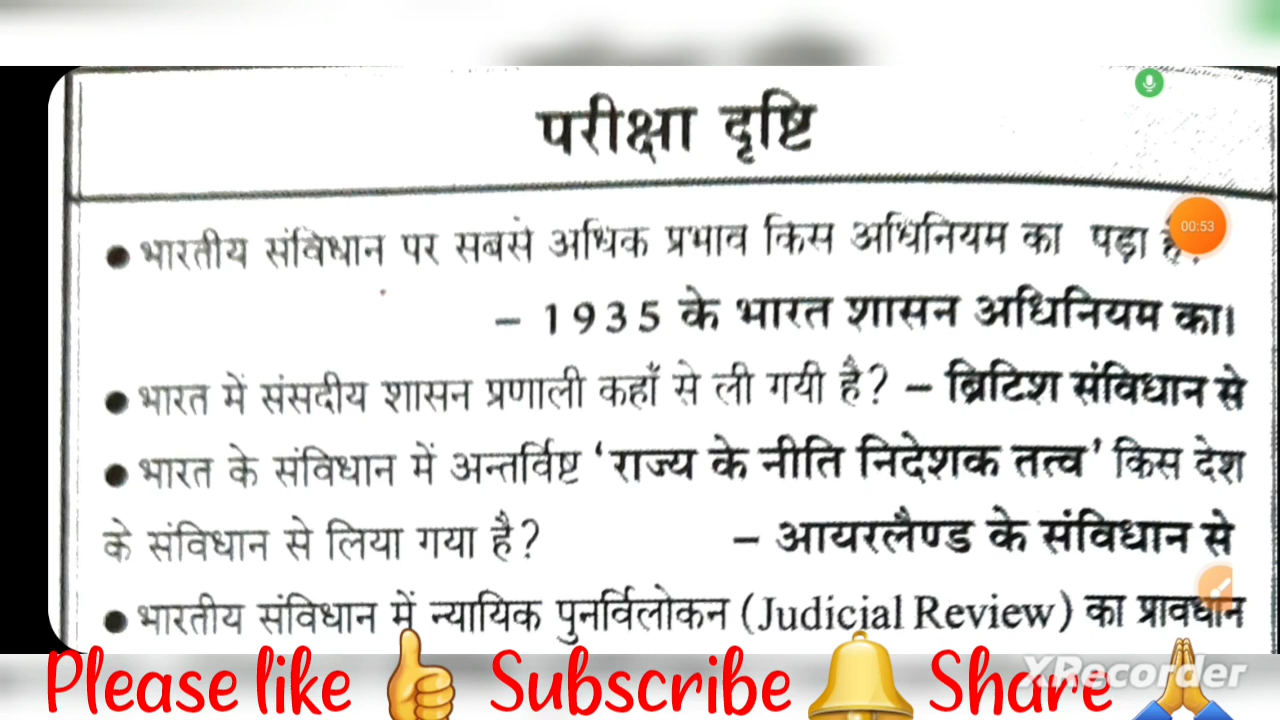 परीक्षा दृष्टि
00:53
● भारतीय संविधान पर सबसे अधिक प्रभाव किस अधिनियम का पड़ा है?
– 1935 के भारत शासन अधिनियम का।
● भारत में संसदीय शासन प्रणाली कहाँ से ली गयी है? – ब्रिटिश संविधान से
● भारत के संविधान में अन्तर्विष्ट ‘राज्य के नीति निदेशक तत्व’ किस देश
के संविधान से लिया गया है? – आयरलैण्ड के संविधान से
● भारतीय संविधान में न्यायिक पुनर्विलोकन (Judicial Review) का प्रावधान
Please like Subscribe Share
XRecorder